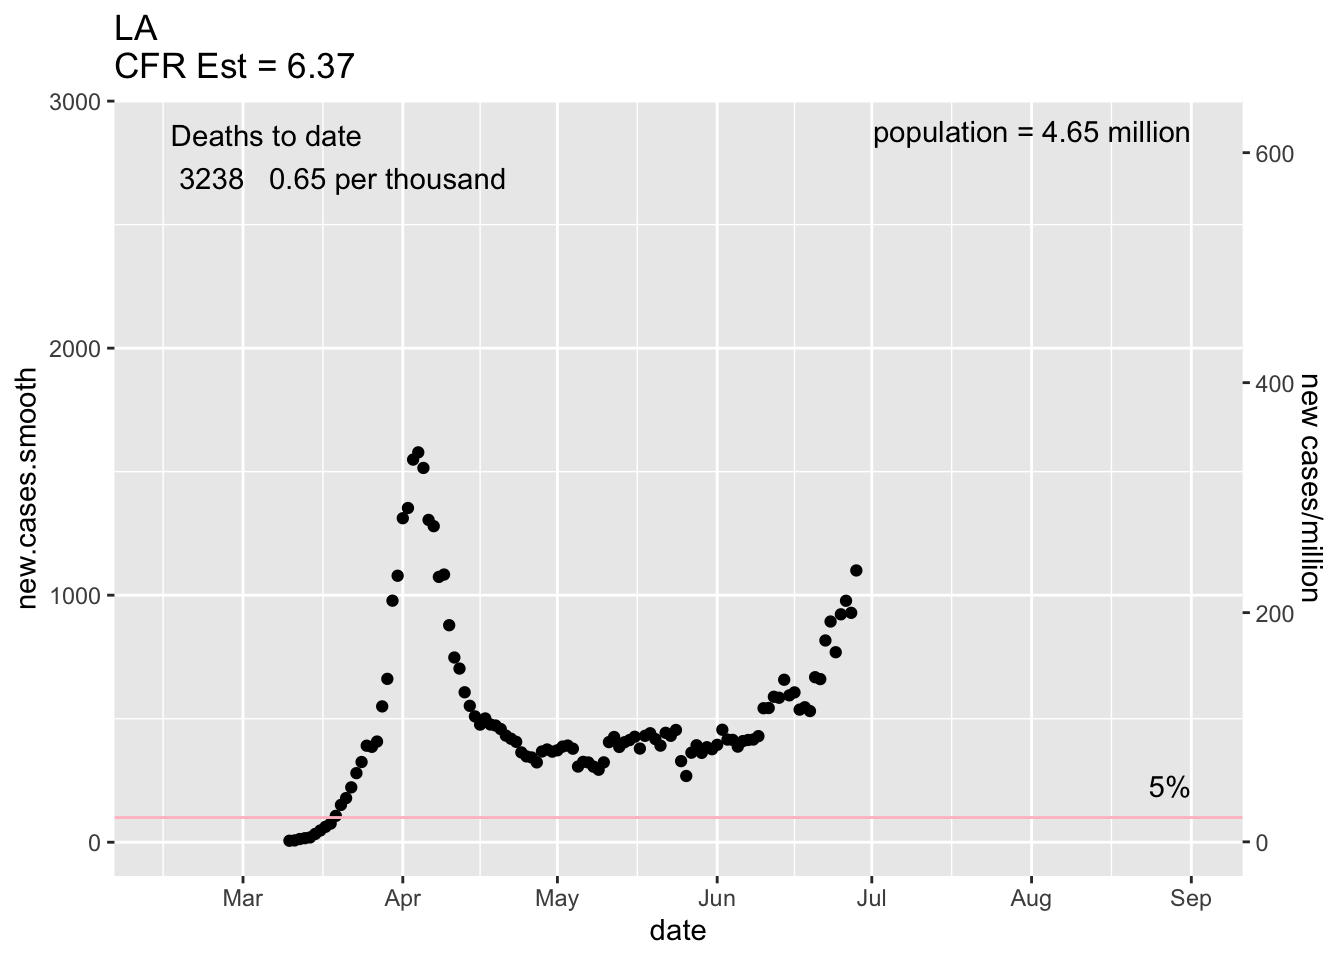 LA
CFR Est = 6.37
Deaths to date
3238 0.65 per thousand
population = 4.65 million
3000
2000
1000
0
new.cases.smooth
600
400
200
0
new cases/million
5%
Mar Apr May Jun Jul Aug Sep
date